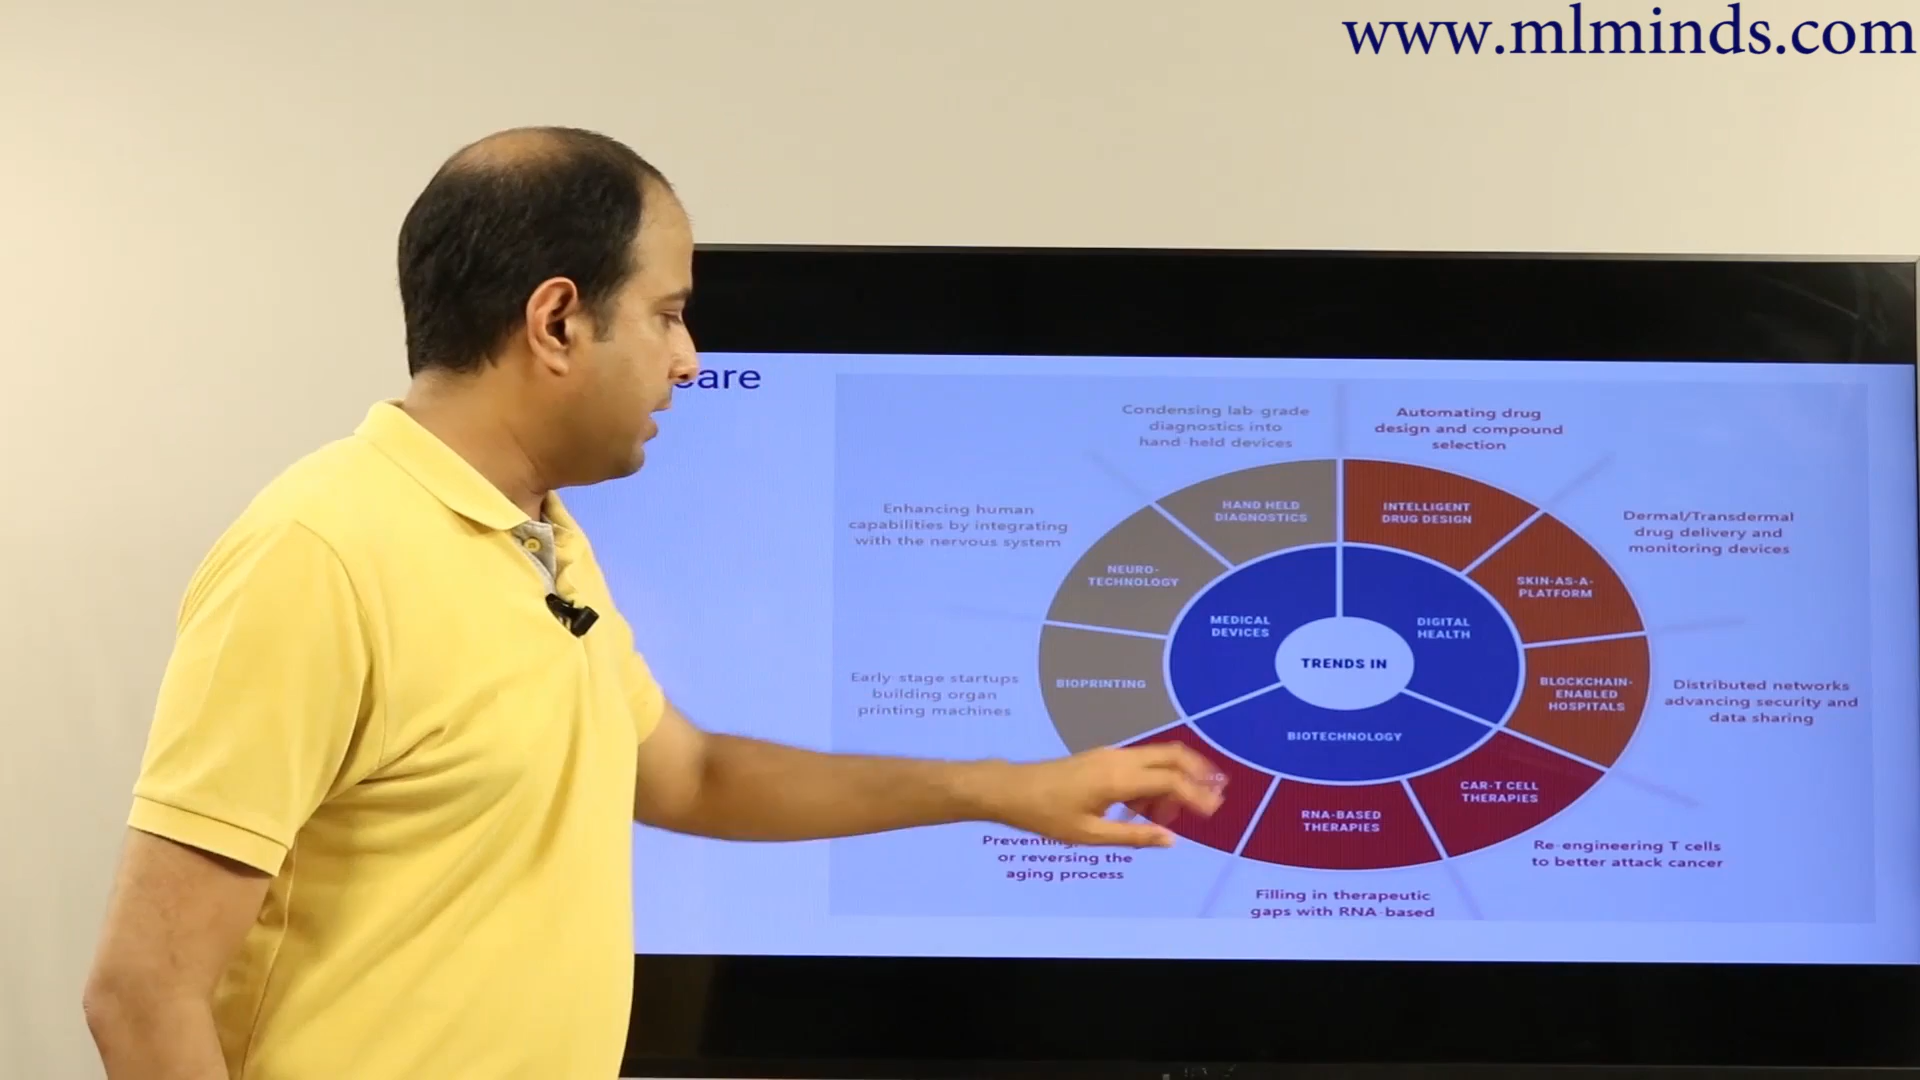 www.mlminds.com
care
Condensing lab-grade
diagnostics into
hand-held devices
Automating drug
design and compound
selection
Enhancing human
capabilities by integrating
with the nervous system
HAND HELD
DIAGNOSTICS
INTELLIGENT
DRUG DESIGN
Dermal/Transdermal
drug delivery and
monitoring devices
NEURO-
TECHNOLOGY
SKIN-AS-A-
PLATFORM
MEDICAL
DEVICES
DIGITAL
HEALTH
TRENDS IN
Early-stage startups
building organ
printing machines
BIOPRINTING
BLOCKCHAIN-
ENABLED
HOSPITALS
Distributed networks
advancing security and
data sharing
BIOTECHNOLOGY
RNA-BASED
THERAPIES
CAR-T CELL
THERAPIES
or reversing the
aging process
Re-engineering T cells
to better attack cancer
Filling in therapeutic
gaps with RNA-based